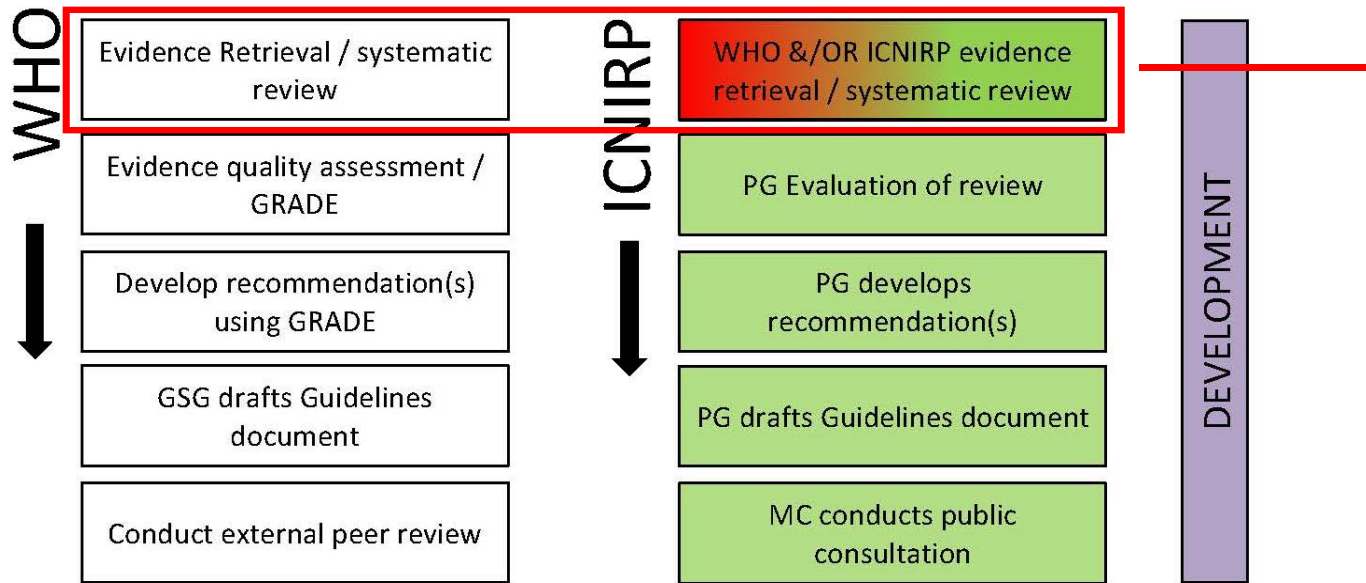 WHO
Evidence Retrieval / systematic
review
Evidence quality assessment /
GRADE
Develop recommendation(s)
using GRADE
GSG drafts Guidelines
document
Conduct external peer review
ICNIRP
WHO &/OR ICNIRP evidence
retrieval / systematic review
PG Evaluation of review
PG develops
recommendation(s)
PG drafts Guidelines document
MC conducts public
consultation
DEVELOPMENT